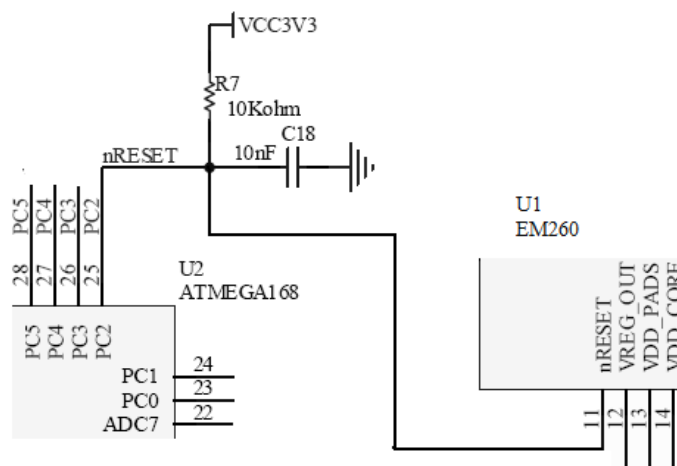 VCC3V3
R7
10Kohm
C18
nRESET
10nF
PC5
PC4
PC3
PC2
28
27
26
25
U2
ATMEGA168
PC5
PC4
PC3
PC2
PC1
24
PC0
23
ADC7
22
U1
EM260
nRESET
VREG_OUT
VDD_PADS
VDD_CORE
11
12
13
14